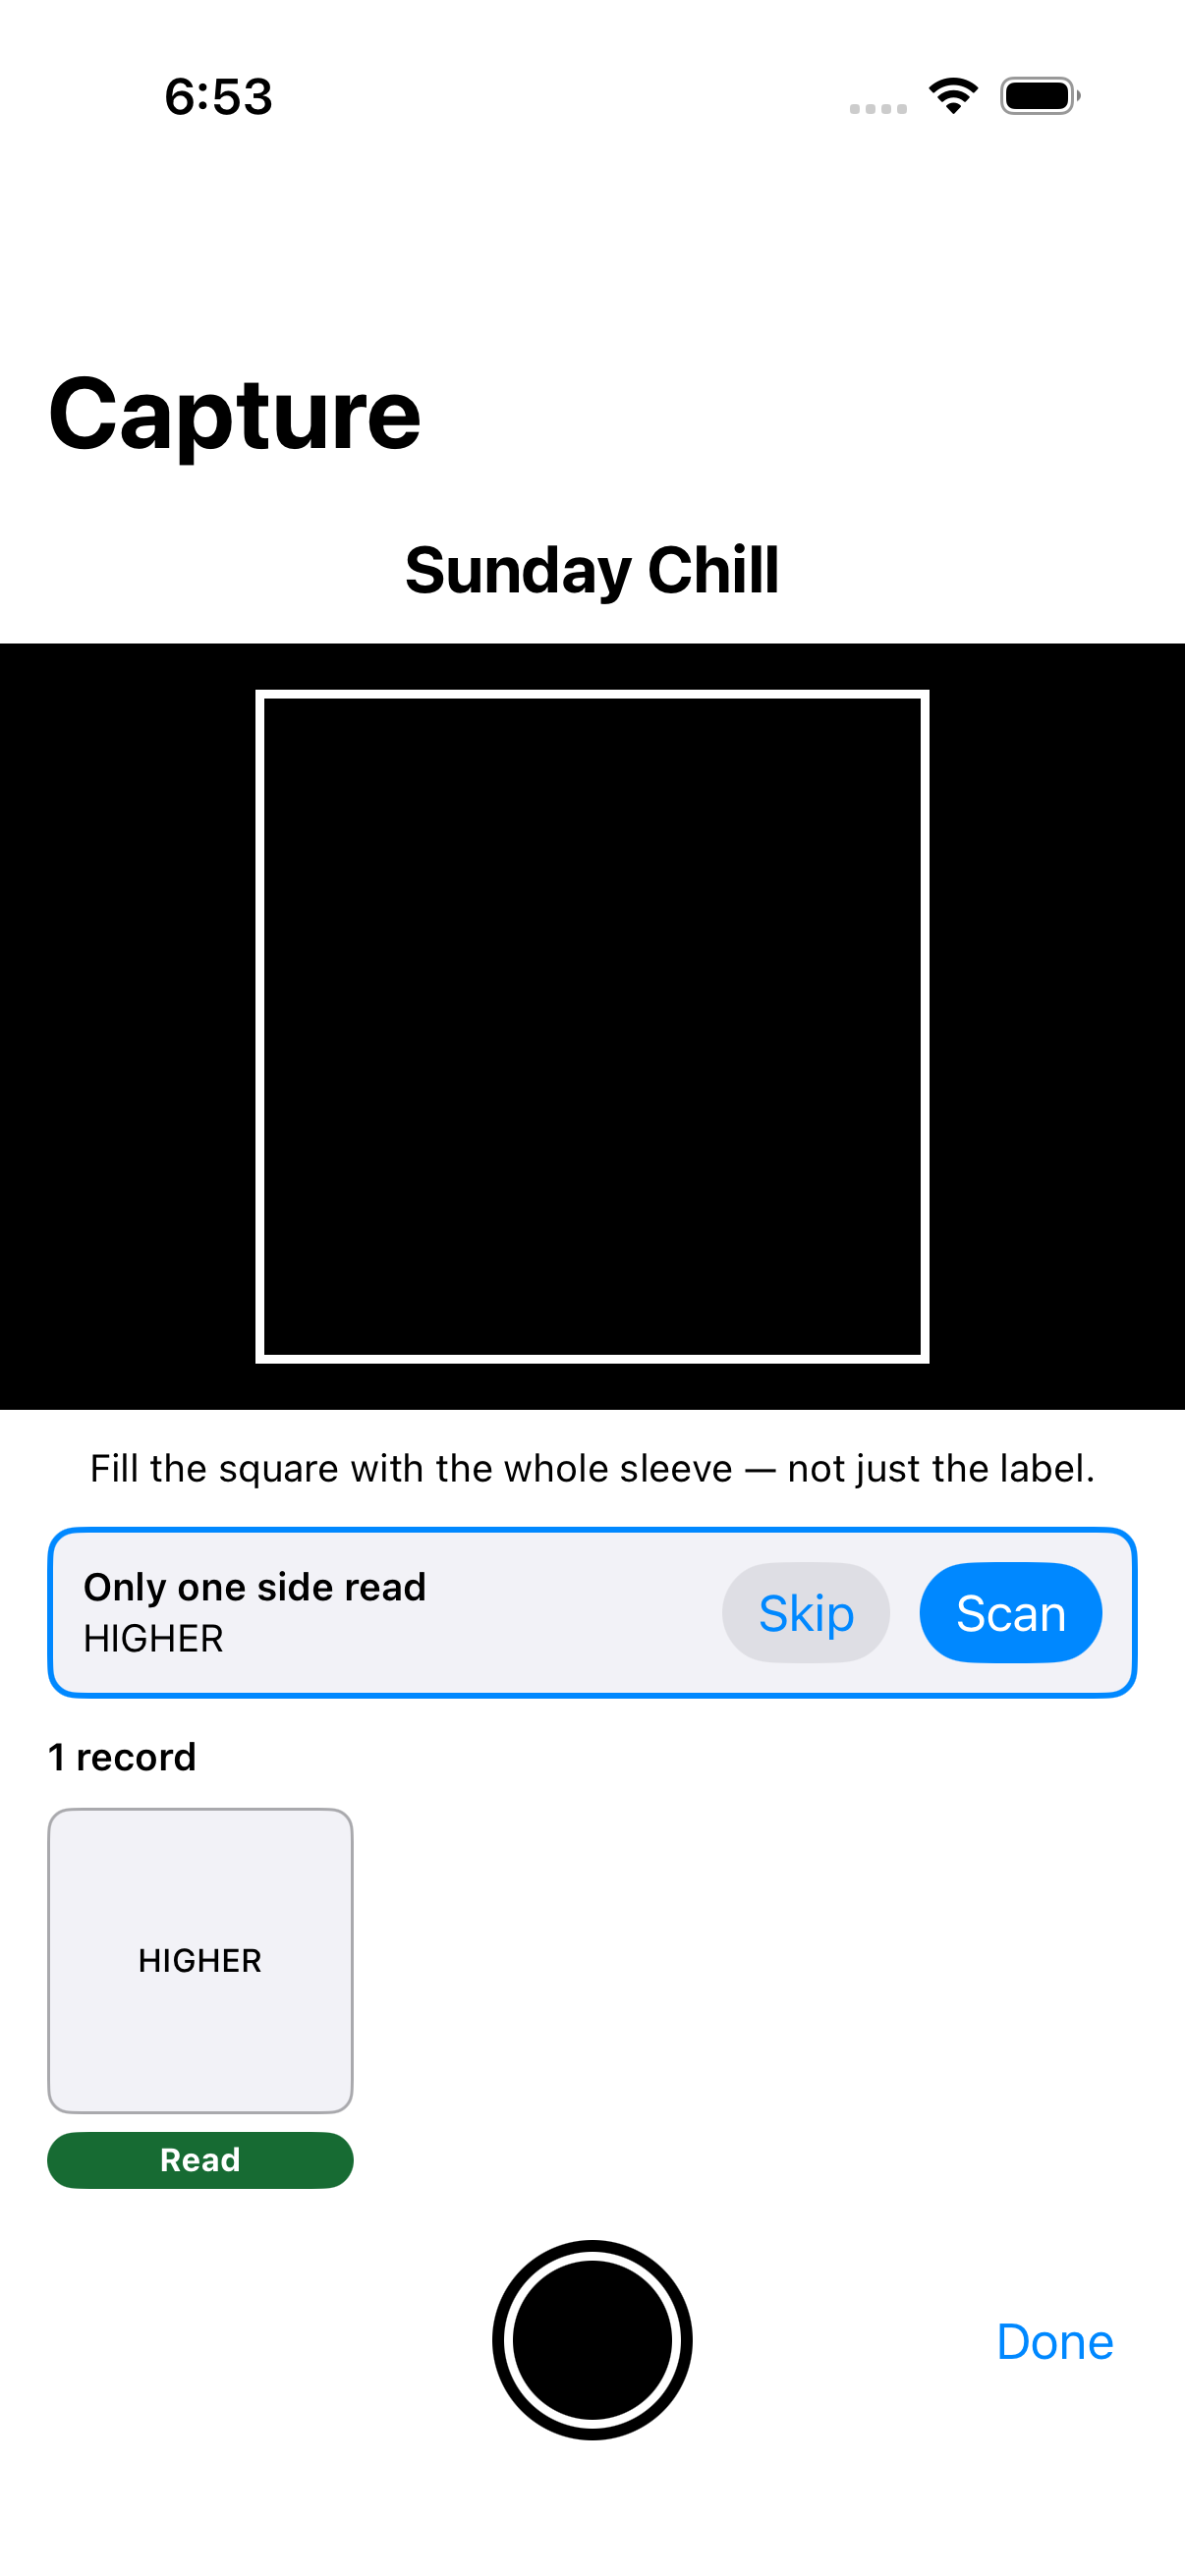 6:53
Capture
Sunday Chill
Fill the square with the whole sleeve — not just the label.
Only one side read
HIGHER
Skip
Scan
1 record
HIGHER
Read
Done